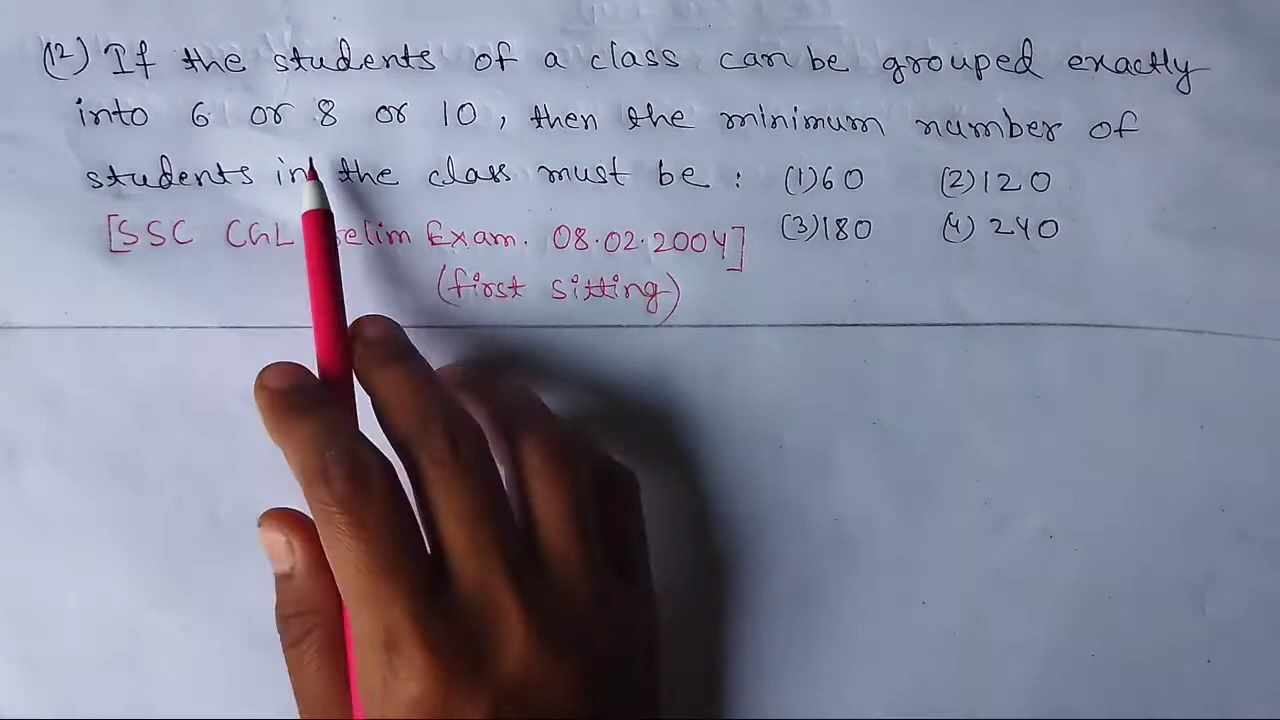 (12) If the students of a class can be grouped exactly
into 6 or 8 or 10, then the minimum number of
students in the class must be : (1) 60 (2) 120
[SSC CGL Exam. 08.02.2004] (3) 180 (4) 240
(first sitting)